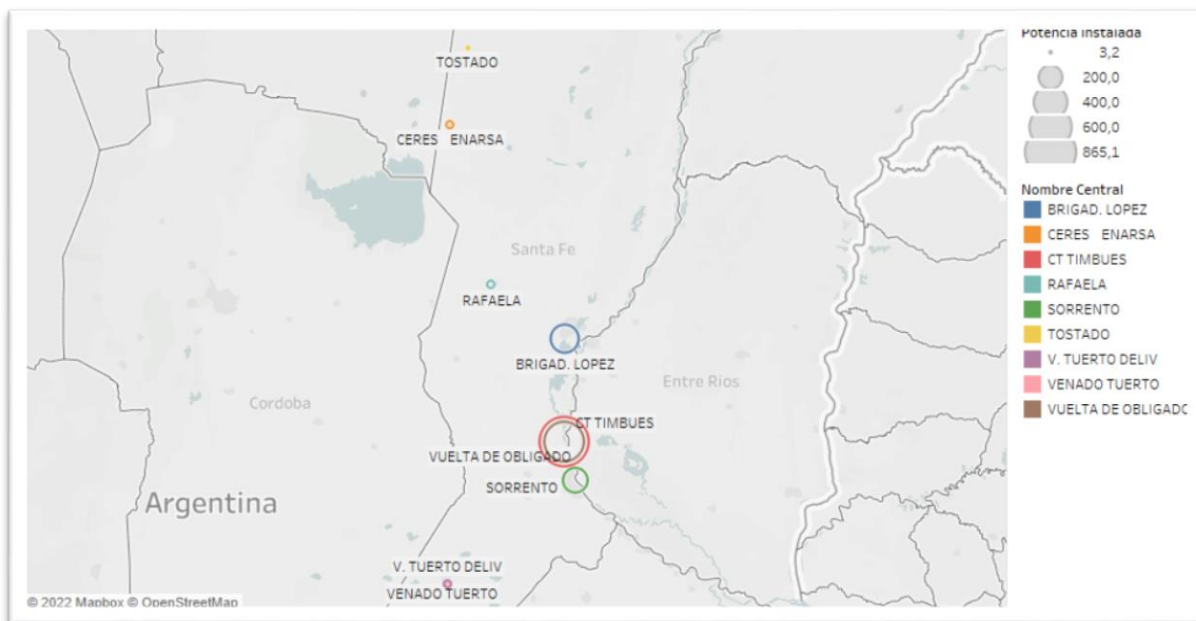 TOSTADO
CERES ENARSA
Santa Fe
RAFAELA
BRIGAD. LOPEZ
Entre Rios
Cordoba
CT TIMBUES
VUELTA DE OBLIGADO
SORRENTO
Argentina
V. TUERTO DELIV
VENADO TUERTO
© 2022 Mapbox © OpenStreetMap
Potencia instalada
3,2
200,0
400,0
600,0
865,1
Nombre Central
BRIGAD. LOPEZ
CERES ENARSA
CT TIMBUES
RAFAELA
SORRENTO
TOSTADO
V. TUERTO DELIV
VENADO TUERTO
VUELTA DE OBLIGADO